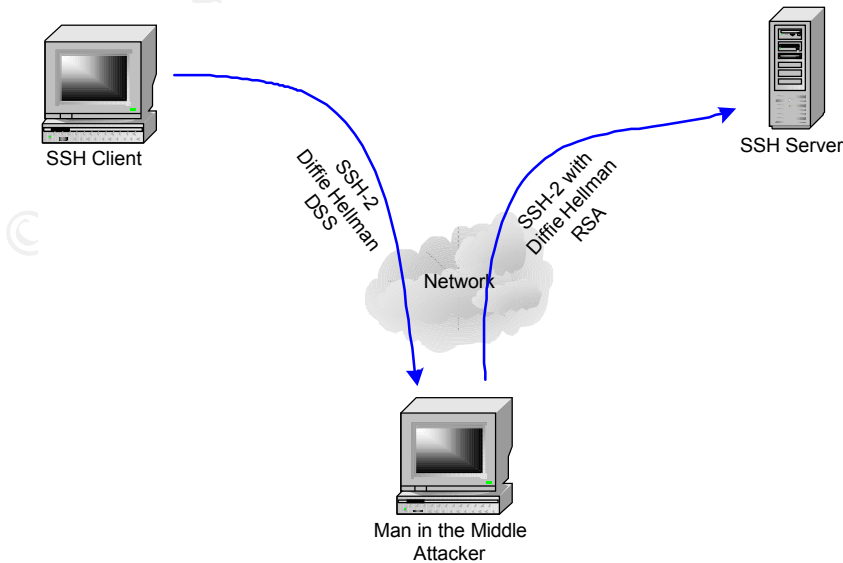 SSH Client
SSH Server
SSH-2
Diffie Hellman
DSS
SSH-2 with
Diffie Hellman
RSA
Network
Man in the Middle
Attacker